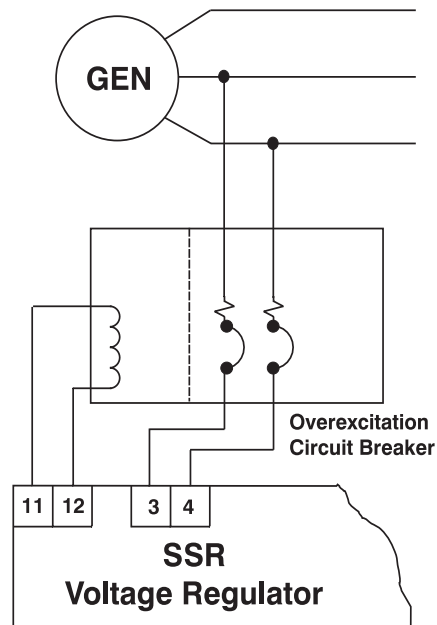 GEN
Overexcitation
Circuit Breaker
11 12 3 4
SSR
Voltage Regulator